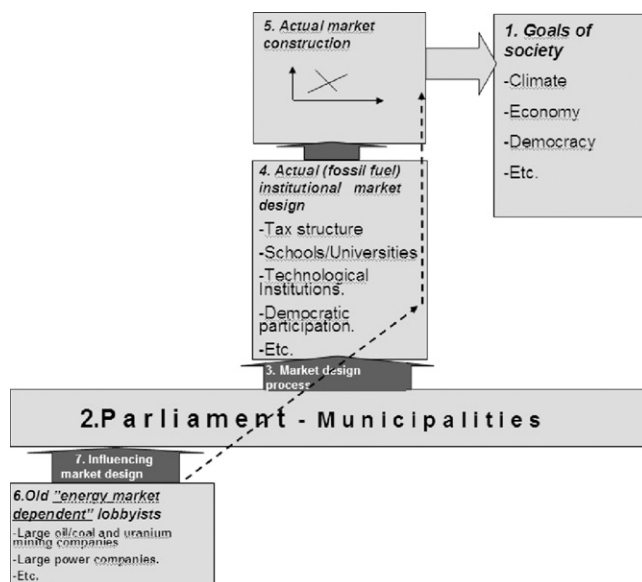 5. Actual market
construction
1. Goals of
society
-Climate
-Economy
-Democracy
-Etc.
4. Actual (fossil fuel)
institutional market
design
-Tax structure
-Schools/Universities
-Technological
Institutions.
-Democratic
participation.
-Etc.
3. Market design
process
2.Parliament - Municipalities
7. Influencing
market design
6.Old "energy market
dependent" lobbyists
-Large oil/coal and uranium
mining companies
-Large power companies.
-Etc.